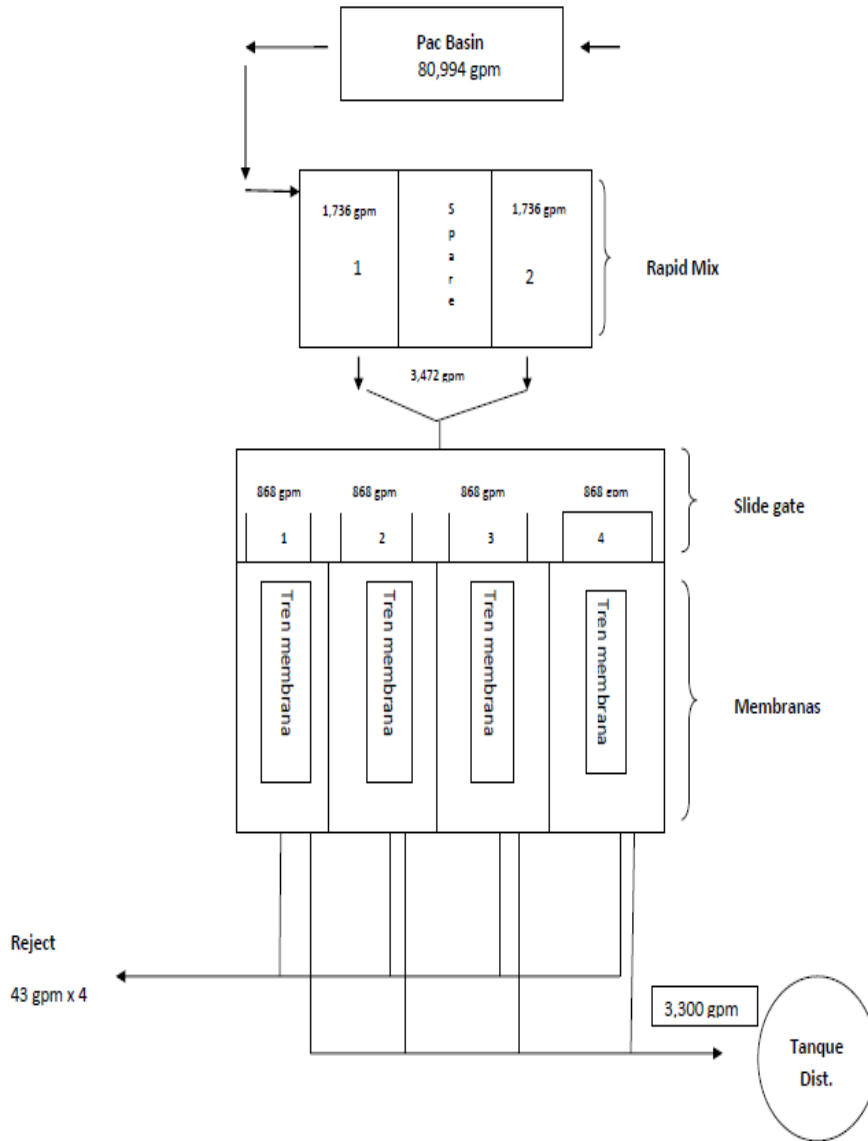 Pac Basin
80,994 gpm
1,736 gpm
Spare
1,736 gpm
1
2
Rapid Mix
3,472 gpm
868 gpm
868 gpm
868 gpm
868 gpm
Slide gate
1
2
3
4
Tren membrana
Tren membrana
Tren membrana
Tren membrana
Membranas
Reject
43 gpm x 4
3,300 gpm
Tanque
Dist.